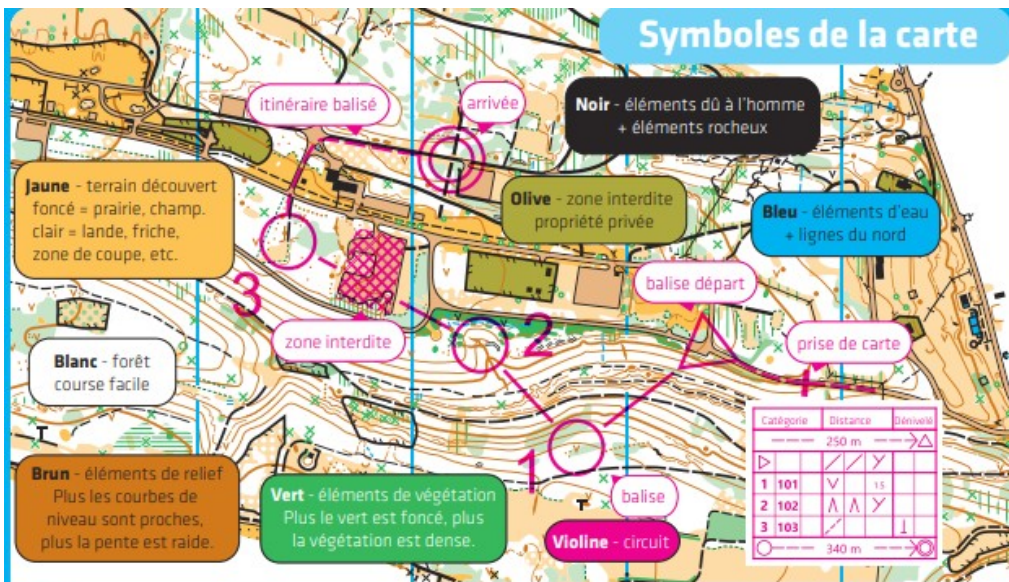 Symboles de la carte
itinéraire balisé
arrivée
Noir - éléments dû à l'homme
+ éléments rocheux
Jaune - terrain découvert
foncé = prairie, champ.
clair = lande, friche,
zone de coupe, etc.
Olive - zone interdite
propriété privée
Bleu - éléments d'eau
+ lignes du nord
balise départ
3
2
zone interdite
prise de carte
Blanc - forêt
course facile
1
Brun - éléments de relief
Plus les courbes de
niveau sont proches,
plus la pente est raide.
Vert - éléments de végétation
Plus le vert est foncé, plus
la végétation est dense.
balise
Violine - circuit
Catégorie Distance Dénivelé
250 m
1 101 1.5
2 102
3 103
340 m